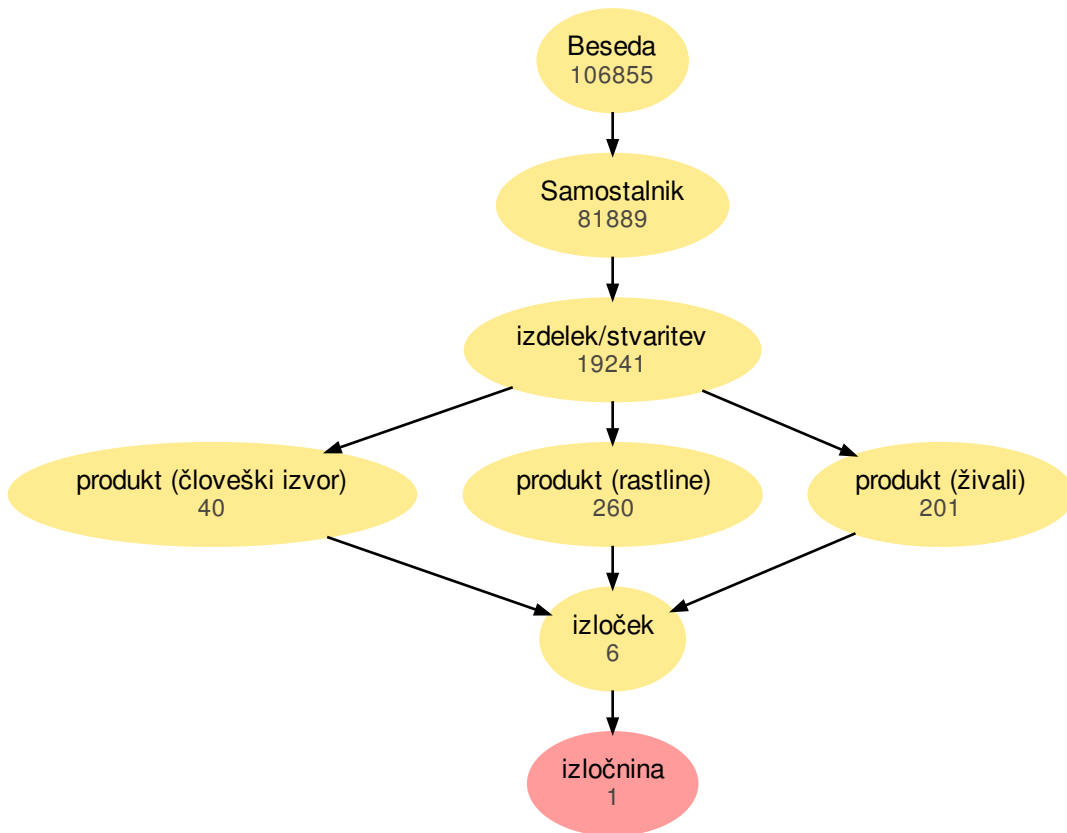 Beseda
106855
Samostalnik
81889
izdelek/stvaritev
19241
produkt (človeški izvor)
40
produkt (rastline)
260
produkt (živali)
201
izloček
6
izločnina
1